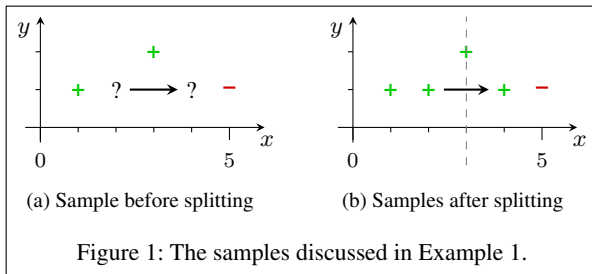 y
+
+ ? ? −
0 5 x
(a) Sample before splitting
y
+
+ + + −
0 5 x
(b) Samples after splitting
Figure 1: The samples discussed in Example 1.